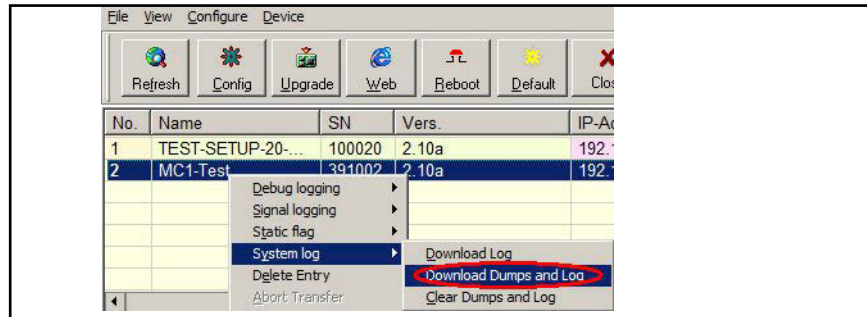 File View Configure Device
Refresh Config Upgrade Web Reboot Default
No. Name SN Vers.
1 TEST-SETUP-20-... 100020 2.10a 192.
2 MC1-Test 391002 2.10a 192.
Debug logging
Signal logging
Static flag
System log
Delete Entry
Abort Transfer
Download Log
Download Dumps and Log
Clear Dumps and Log